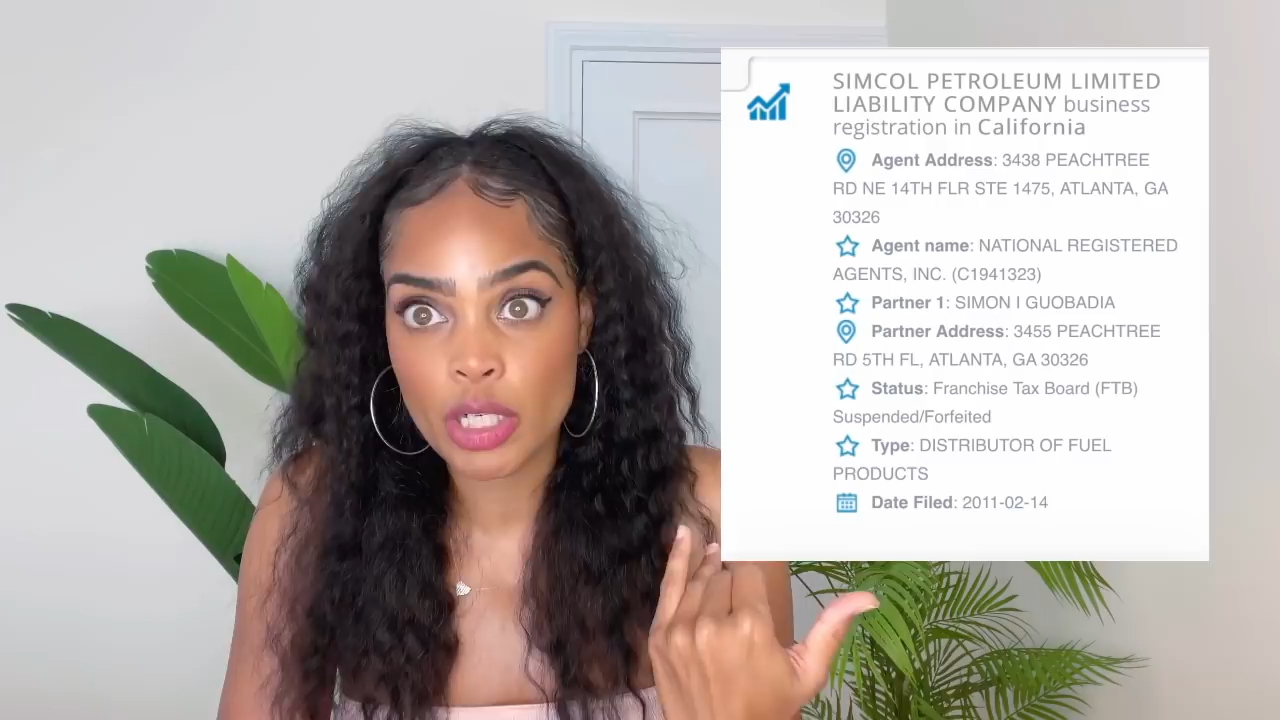 SIMCOL PETROLEUM LIMITED
LIABILITY COMPANY business
registration in California
Agent Address: 3438 PEACHTREE
RD NE 14TH FLR STE 1475, ATLANTA, GA
30326
Agent name: NATIONAL REGISTERED
AGENTS, INC. (C1941323)
Partner 1: SIMON I GUOBADIA
Partner Address: 3455 PEACHTREE
RD 5TH FL, ATLANTA, GA 30326
Status: Franchise Tax Board (FTB)
Suspended/Forfeited
Type: DISTRIBUTOR OF FUEL
PRODUCTS
Date Filed: 2011-02-14